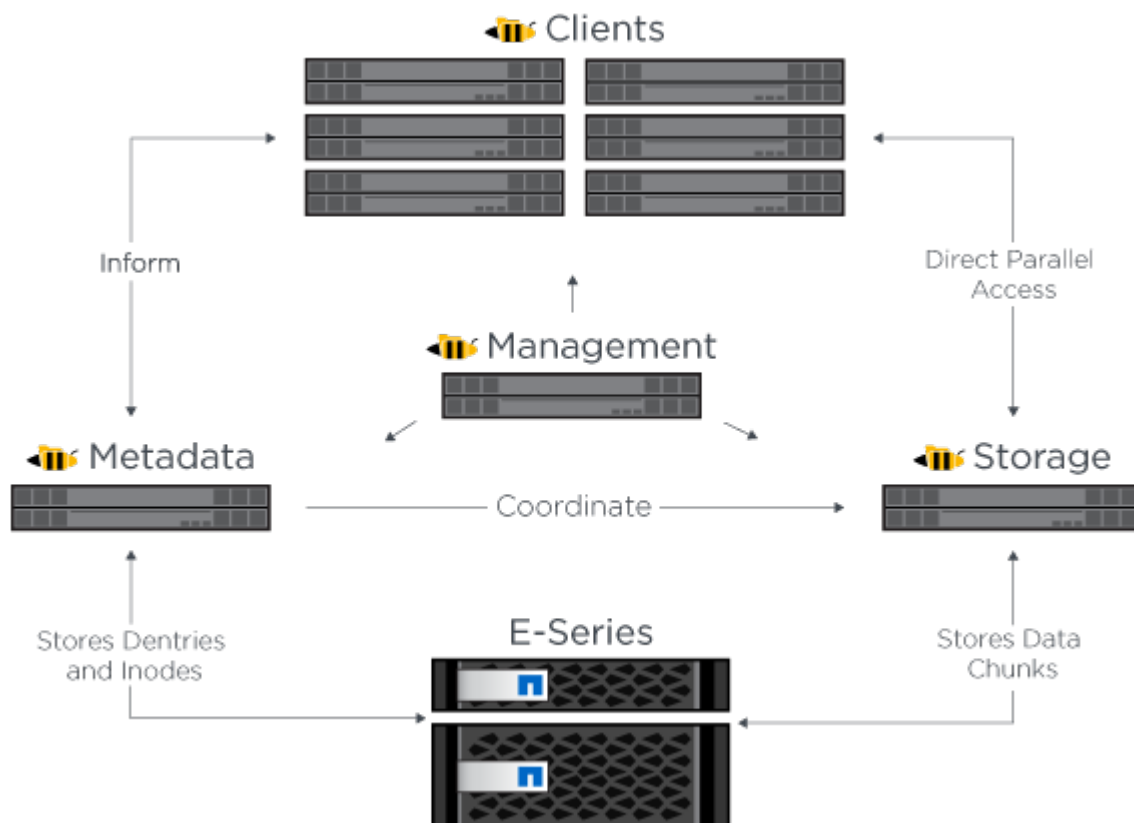 Clients
Inform
Direct Parallel
Access
Management
Metadata
Storage
Coordinate
Stores Dentries
and Inodes
E-Series
Stores Data
Chunks